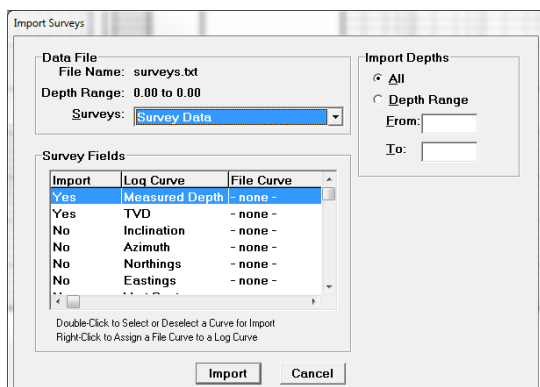 Import Surveys
Data File
File Name: surveys.txt
Depth Range: 0.00 to 0.00
Surveys: Survey Data
Import Depths
All
Depth Range
From:
To:
Survey Fields
Import Log Curve File Curve
Yes Measured Depth - none -
Yes TVD - none -
No Inclination - none -
No Azimuth - none -
No Northings - none -
No Eastings - none -
Double-Click to Select or Deselect a Curve for Import
Right-Click to Assign a File Curve to a Log Curve
Import Cancel